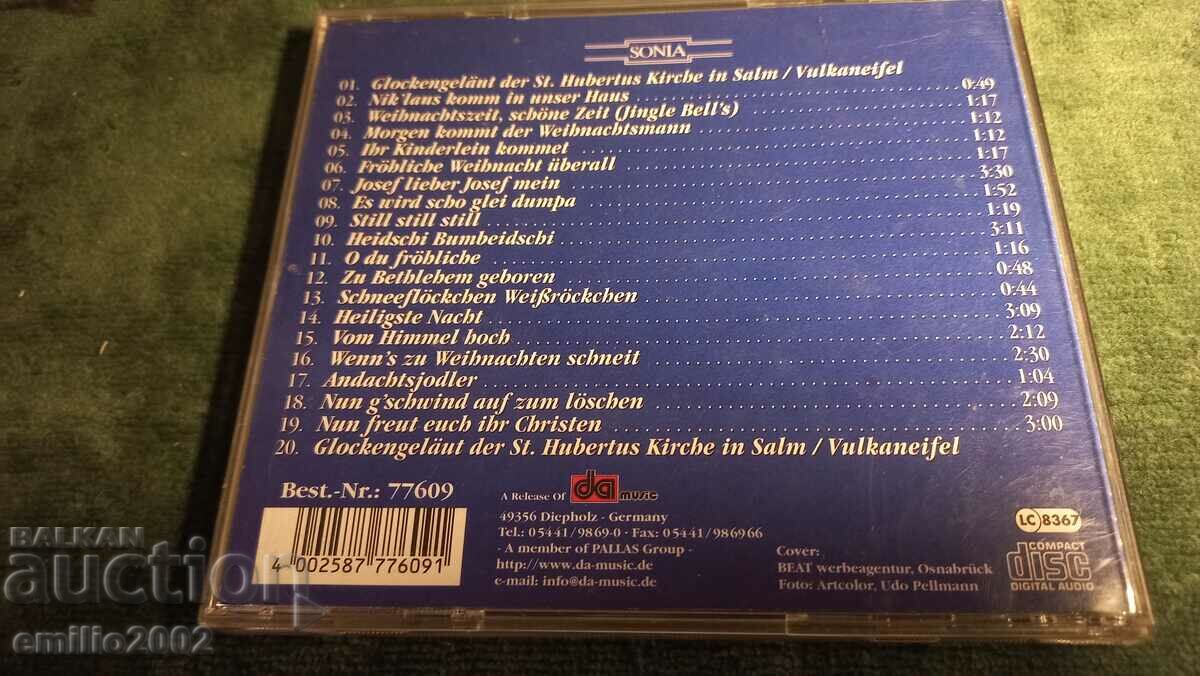 SONIA
01. Glockengeläut der St. Hubertus Kirche in Salm / Vulkaneifel
02. Nik'laus komm in unser Haus 0:49
03. Weihnachtszeit, schöne Zeit (Jingle Bell's) 1:17
04. Morgen kommt der Weihnachtsmann 1:12
05. Ihr Kinderlein kommet 1:12
06. Fröhliche Weihnacht überall 1:17
07. Josef lieber Josef mein 3:30
08. Es wird scho glei dumpa 1:52
09. Still still still 1:19
10. Heidschi Bumbeidschi 3:11
11. O du fröhliche 1:16
12. Zu Bethlehem geboren 0:48
13. Schneeflöckchen Weißröckchen 0:44
14. Heiligste Nacht 3:09
15. Vom Himmel hoch 2:12
16. Wenn's zu Weihnachten schneit 2:30
17. Andachtsjodler 1:04
18. Nun g'schwind auf zum löschen 2:09
19. Nun freut euch ihr Christen 3:00
20. Glockengeläut der St. Hubertus Kirche in Salm / Vulkaneifel
Best.-Nr.: 77609
4 002587 776091
A Release Of da music
49356 Diepholz - Germany
Tel.: 05441/9869-0 · Fax: 05441/986966
- A member of PALLAS Group -
http://www.da-music.de
e-mail: info@da-music.de
Cover:
BEAT werbeagentur, Osnabrück
Foto: Artcolor, Udo Pellmann
LC 8367
COMPACT
disc
DIGITAL AUDIO
BALKAN
auction
emilio2002